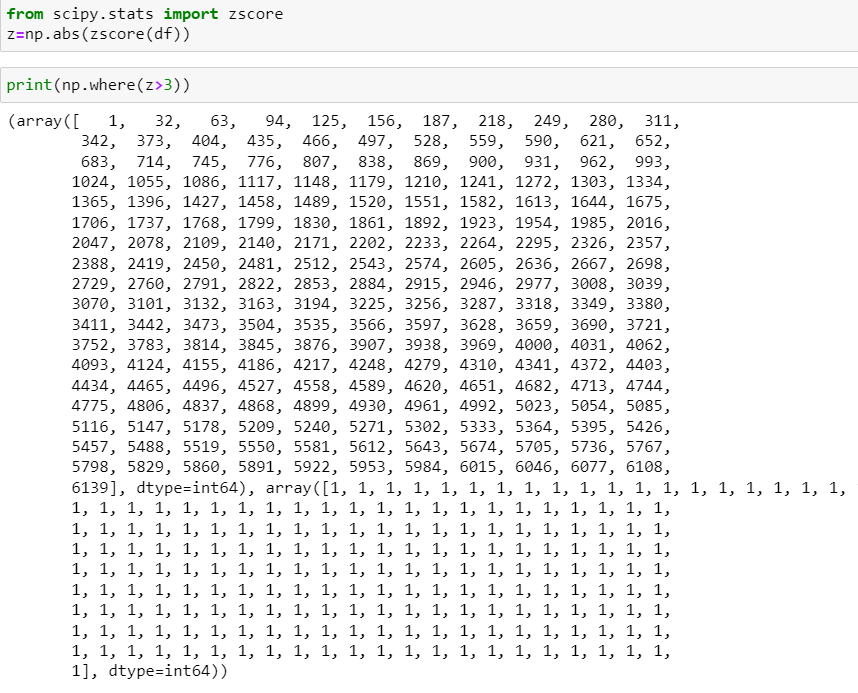 from scipy.stats import zscore
z=np.abs(zscore(df))
print(np.where(z>3))
(array([   1,   32,   63,   94,  125,  156,  187,  218,  249,  280,  311,
        342,  373,  404,  435,  466,  497,  528,  559,  590,  621,  652,
        683,  714,  745,  776,  807,  838,  869,  900,  931,  962,  993,
       1024, 1055, 1086, 1117, 1148, 1179, 1210, 1241, 1272, 1303, 1334,
       1365, 1396, 1427, 1458, 1489, 1520, 1551, 1582, 1613, 1644, 1675,
       1706, 1737, 1768, 1799, 1830, 1861, 1892, 1923, 1954, 1985, 2016,
       2047, 2078, 2109, 2140, 2171, 2202, 2233, 2264, 2295, 2326, 2357,
       2388, 2419, 2450, 2481, 2512, 2543, 2574, 2605, 2636, 2667, 2698,
       2729, 2760, 2791, 2822, 2853, 2884, 2915, 2946, 2977, 3008, 3039,
       3070, 3101, 3132, 3163, 3194, 3225, 3256, 3287, 3318, 3349, 3380,
       3411, 3442, 3473, 3504, 3535, 3566, 3597, 3628, 3659, 3690, 3721,
       3752, 3783, 3814, 3845, 3876, 3907, 3938, 3969, 4000, 4031, 4062,
       4093, 4124, 4155, 4186, 4217, 4248, 4279, 4310, 4341, 4372, 4403,
       4434, 4465, 4496, 4527, 4558, 4589, 4620, 4651, 4682, 4713, 4744,
       4775, 4806, 4837, 4868, 4899, 4930, 4961, 4992, 5023, 5054, 5085,
       5116, 5147, 5178, 5209, 5240, 5271, 5302, 5333, 5364, 5395, 5426,
       5457, 5488, 5519, 5550, 5581, 5612, 5643, 5674, 5705, 5736, 5767,
       5798, 5829, 5860, 5891, 5922, 5953, 5984, 6015, 6046, 6077, 6108,
       6139], dtype=int64), array([1, 1, 1, 1, 1, 1, 1, 1, 1, 1, 1, 1, 1, 1, 1, 1, 1, 1, 1,
       1, 1, 1, 1, 1, 1, 1, 1, 1, 1, 1, 1, 1, 1, 1, 1, 1, 1, 1, 1, 1, 1,
       1, 1, 1, 1, 1, 1, 1, 1, 1, 1, 1, 1, 1, 1, 1, 1, 1, 1, 1, 1, 1, 1,
       1, 1, 1, 1, 1, 1, 1, 1, 1, 1, 1, 1, 1, 1, 1, 1, 1, 1, 1, 1, 1, 1,
       1, 1, 1, 1, 1, 1, 1, 1, 1, 1, 1, 1, 1, 1, 1, 1, 1, 1, 1, 1, 1, 1,
       1, 1, 1, 1, 1, 1, 1, 1, 1, 1, 1, 1, 1, 1, 1, 1, 1, 1, 1, 1, 1, 1,
       1, 1, 1, 1, 1, 1, 1, 1, 1, 1, 1, 1, 1, 1, 1, 1, 1, 1, 1, 1, 1, 1,
       1, 1, 1, 1, 1, 1, 1, 1, 1, 1, 1, 1, 1, 1, 1, 1, 1, 1, 1, 1, 1, 1,
       1, 1, 1, 1, 1, 1, 1, 1, 1, 1, 1, 1, 1, 1, 1, 1, 1, 1, 1, 1, 1, 1,
       1], dtype=int64))